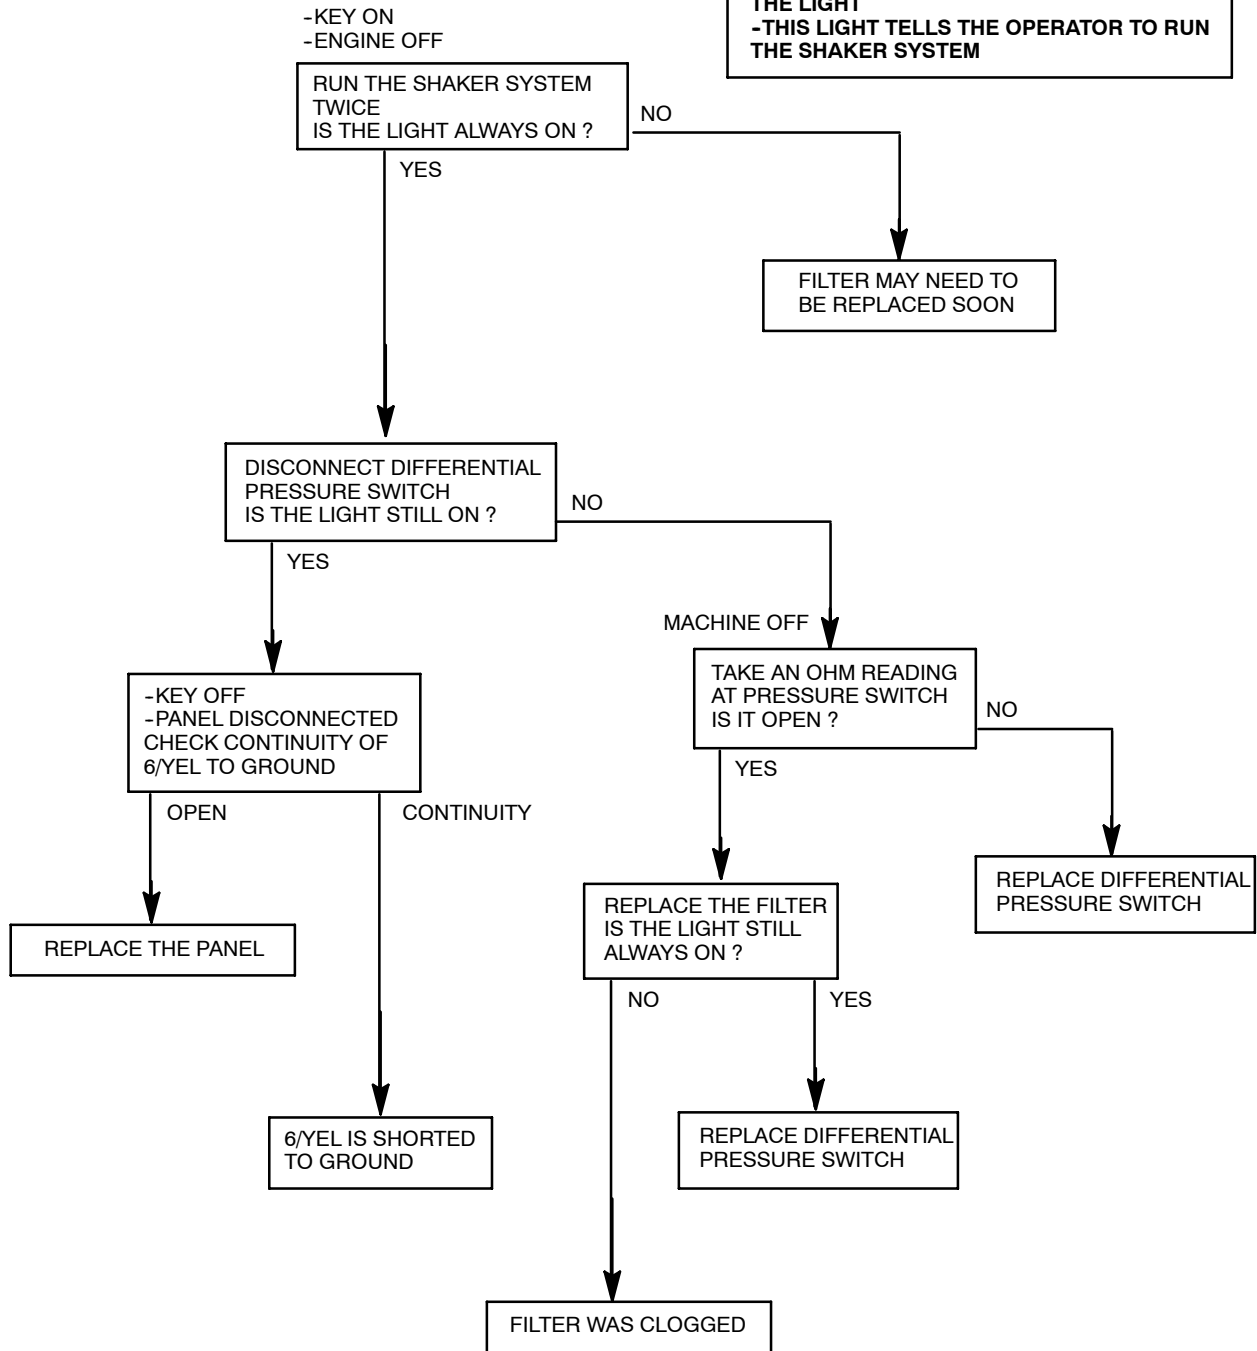 THE LIGHT
-THIS LIGHT TELLS THE OPERATOR TO RUN
THE SHAKER SYSTEM
-KEY ON
-ENGINE OFF
RUN THE SHAKER SYSTEM
TWICE
IS THE LIGHT ALWAYS ON ?
NO
YES
FILTER MAY NEED TO
BE REPLACED SOON
DISCONNECT DIFFERENTIAL
PRESSURE SWITCH
IS THE LIGHT STILL ON ?
NO
YES
MACHINE OFF
TAKE AN OHM READING
AT PRESSURE SWITCH
IS IT OPEN ?
NO
YES
-KEY OFF
-PANEL DISCONNECTED
CHECK CONTINUITY OF
6/YEL TO GROUND
OPEN
CONTINUITY
REPLACE DIFFERENTIAL
PRESSURE SWITCH
REPLACE THE FILTER
IS THE LIGHT STILL
ALWAYS ON ?
REPLACE THE PANEL
NO
YES
6/YEL IS SHORTED
TO GROUND
REPLACE DIFFERENTIAL
PRESSURE SWITCH
FILTER WAS CLOGGED